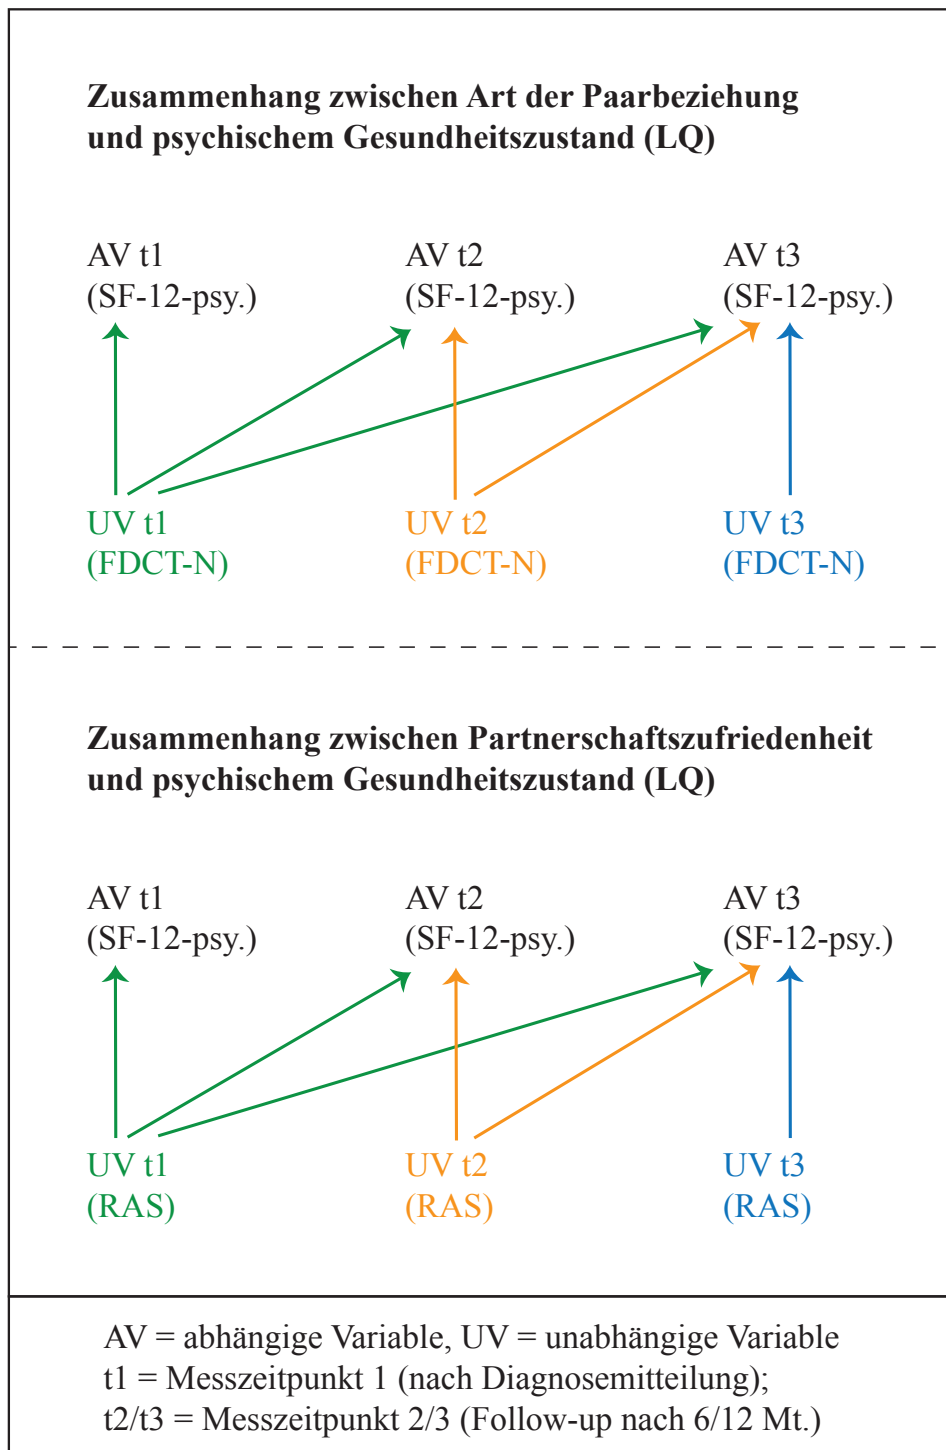 Zusammenhang zwischen Art der Paarbeziehung
und psychischem Gesundheitszustand (LQ)
AV t1
(SF-12-psy.)
AV t2
(SF-12-psy.)
AV t3
(SF-12-psy.)
UV t1
(FDCT-N)
UV t2
(FDCT-N)
UV t3
(FDCT-N)
Zusammenhang zwischen Partnerschaftszufriedenheit
und psychischem Gesundheitszustand (LQ)
AV t1
(SF-12-psy.)
AV t2
(SF-12-psy.)
AV t3
(SF-12-psy.)
UV t1
(RAS)
UV t2
(RAS)
UV t3
(RAS)
AV = abhängige Variable, UV = unabhängige Variable
t1 = Messzeitpunkt 1 (nach Diagnosemitteilung);
t2/t3 = Messzeitpunkt 2/3 (Follow-up nach 6/12 Mt.)